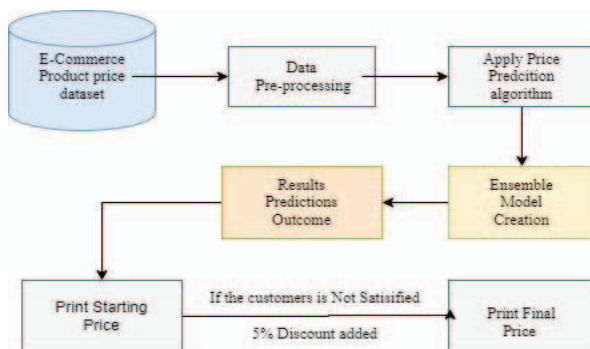 E-Commerce
Product price
dataset
Data
Pre-processing
Apply Price
Predcition
algorithm
Results
Predictions
Outcome
Ensemble
Model
Creation
Print Starting
Price
If the customers is Not Satisified
5% Discount added
Print Final
Price